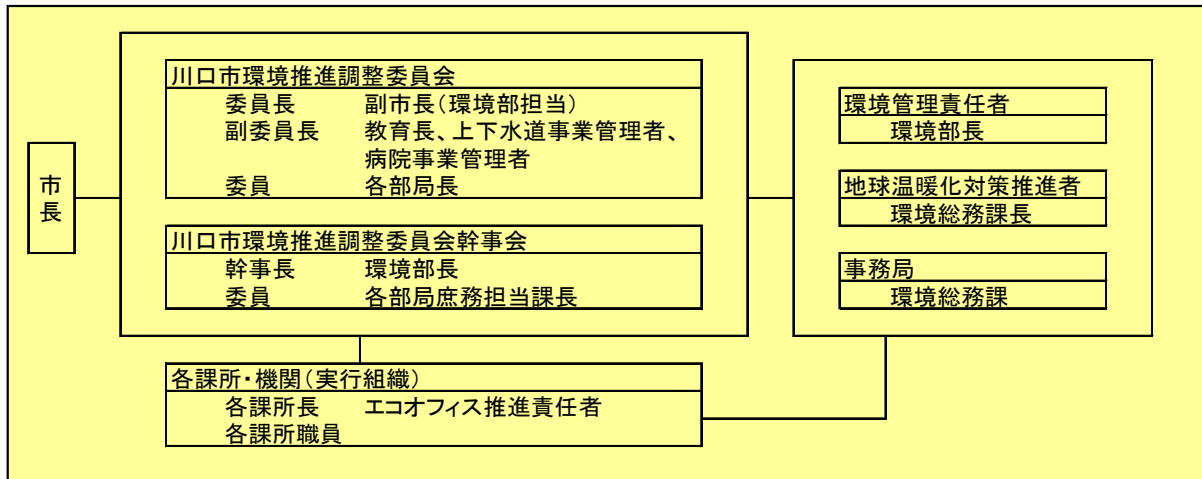 市長
川口市環境推進調整委員会
委員長 副市長(環境部担当)
副委員長 教育長、上下水道事業管理者、
病院事業管理者
委員 各部局長
川口市環境推進調整委員会幹事会
幹事長 環境部長
委員 各部局庶務担当課長
各課所・機関(実行組織)
各課所長 エコオフィス推進責任者
各課所職員
環境管理責任者
環境部長
地球温暖化対策推進者
環境総務課長
事務局
環境総務課